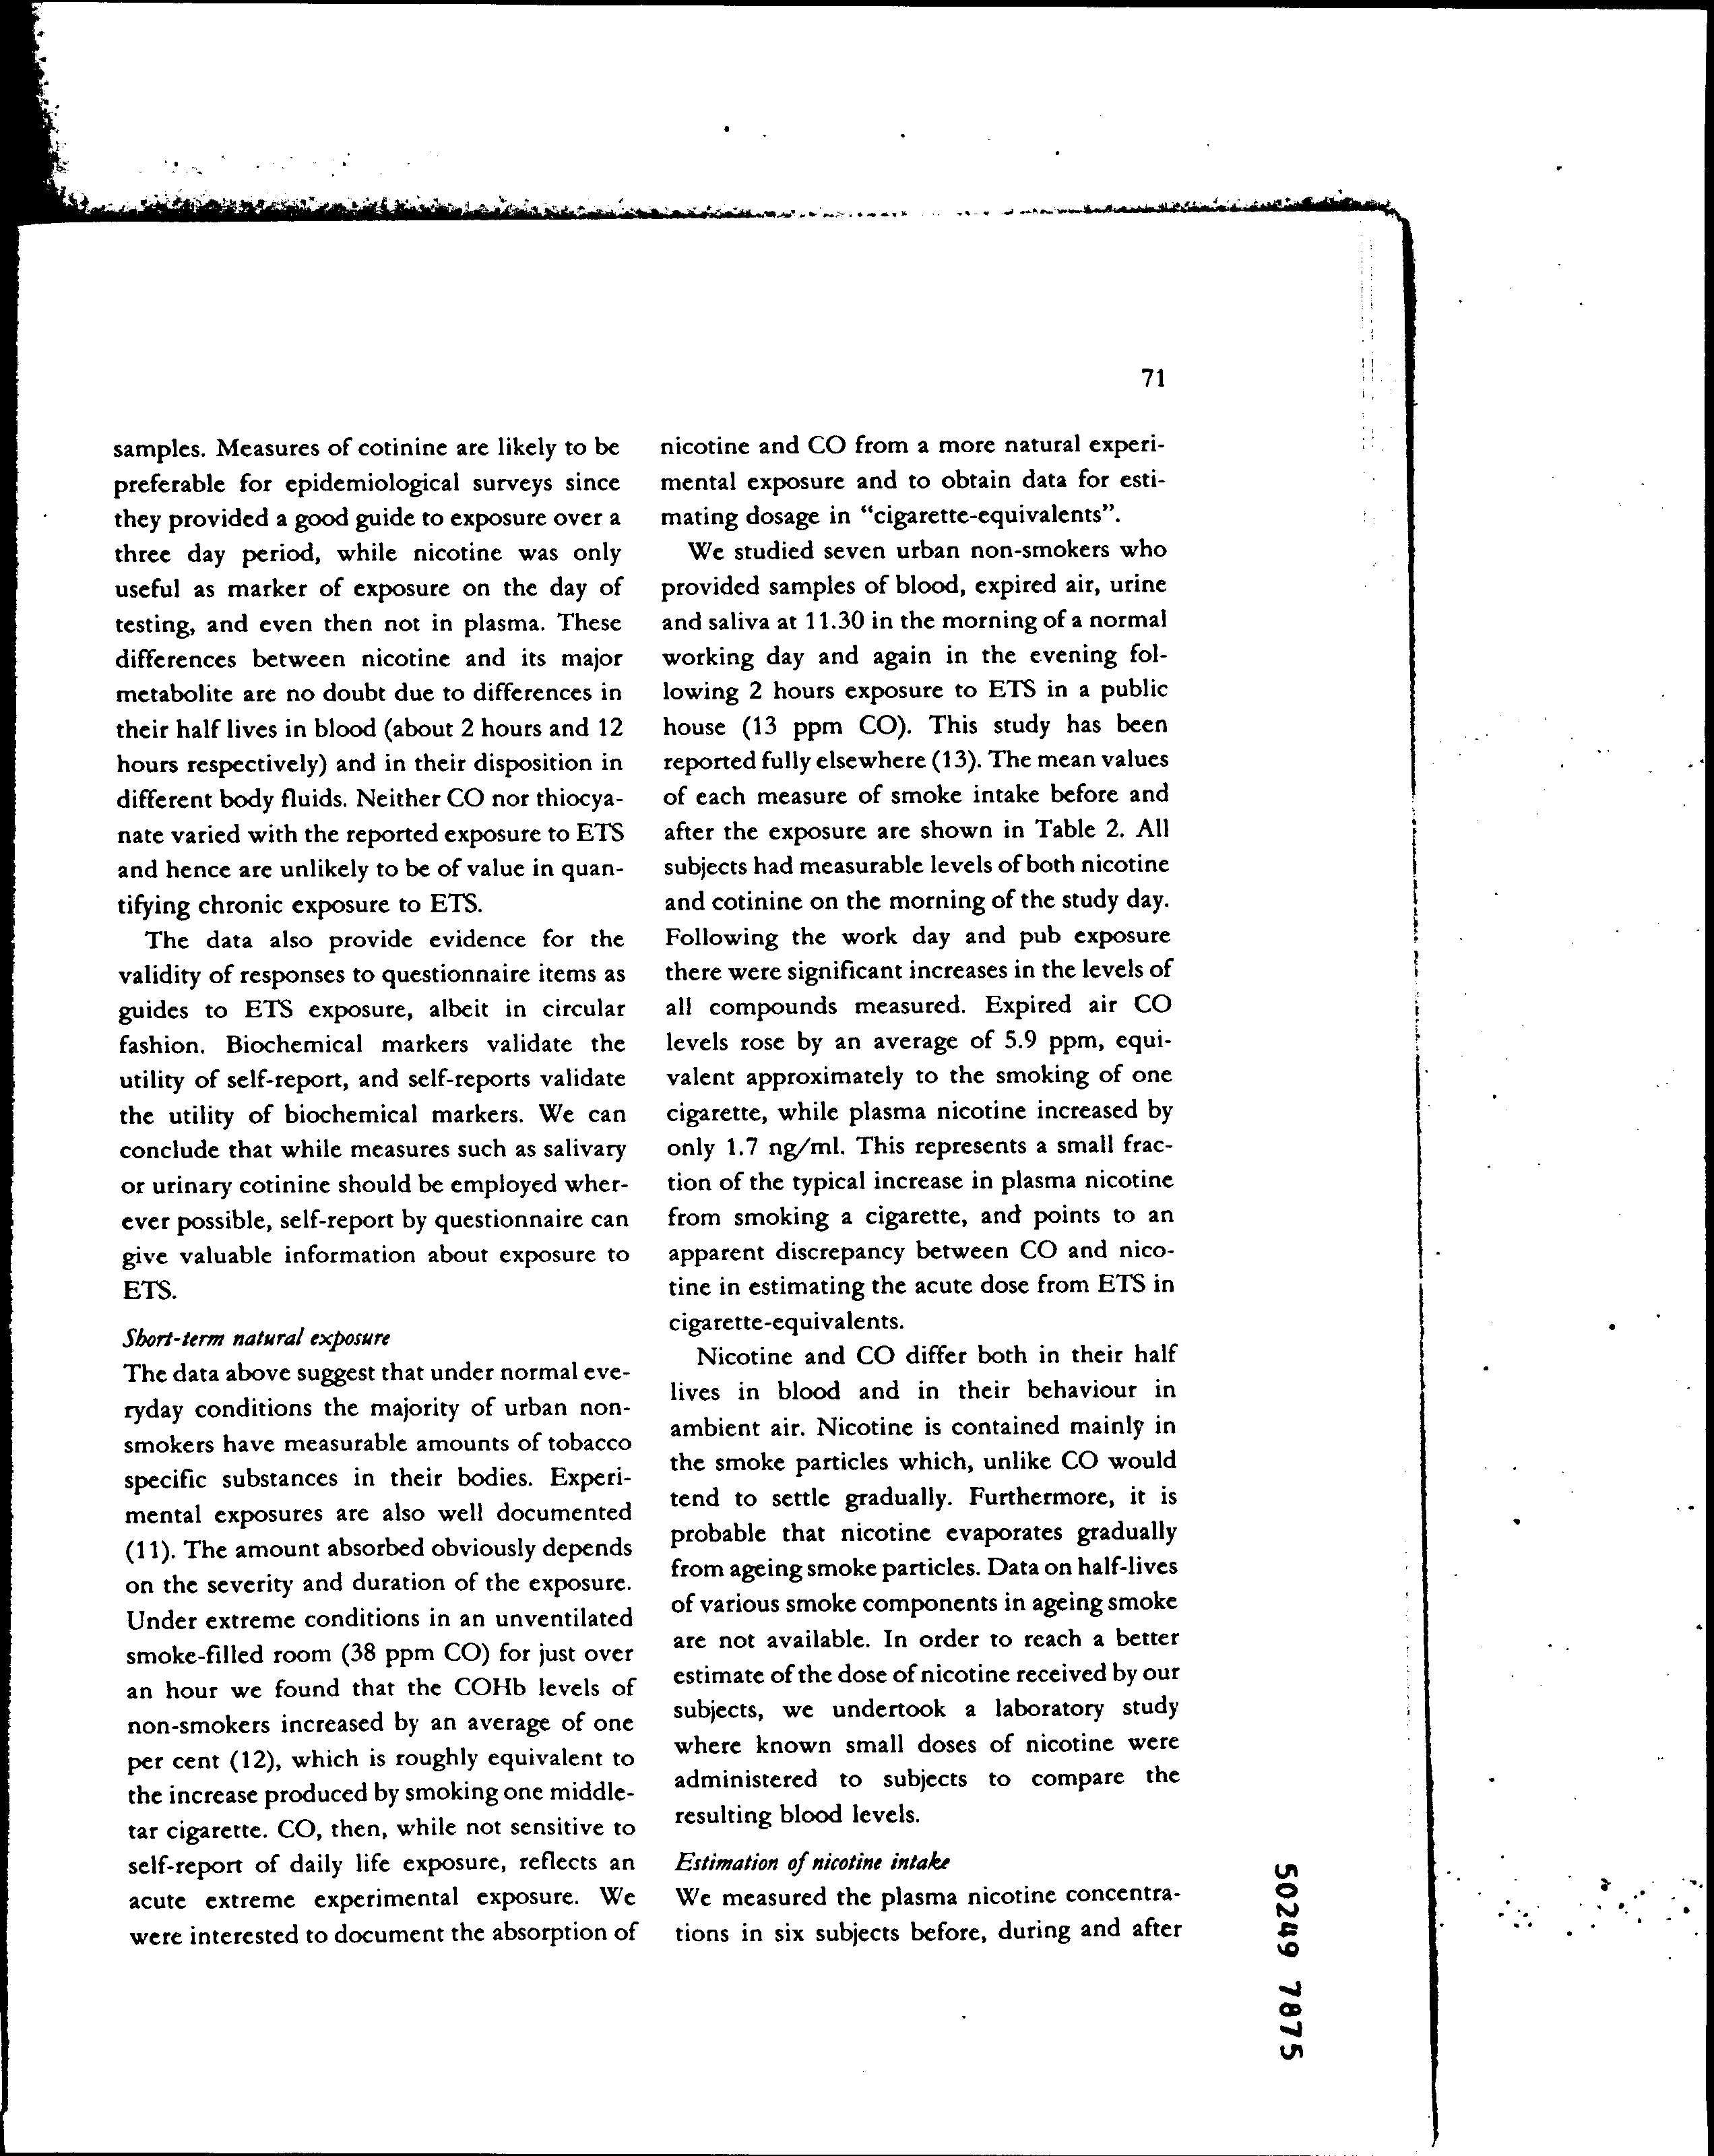 71
samples. Measures of cotinine are likely to be
preferable for epidemiological surveys since
they provided a good guide to exposure over a
three day period, while nicotine was only
useful as marker of exposure on the day of
testing, and even then not in plasma. These
differences between nicotine and its major
metabolite are no doubt due to differences in
their half lives in blood (about 2 hours and 12
hours respectively) and in their disposition in
different body fluids. Neither CO nor thiocya-
nate varied with the reported exposure to ETS
and hence are unlikely to be of value in quan-
tifying chronic exposure to ETS.
The data also provide evidence for the
validity of responses to questionnaire items as
guides to ETS exposure, albeit in circular
fashion. Biochemical markers validate the
utility of self-report, and self-reports validate
the utility of biochemical markers. We can
conclude that while measures such as salivary
or urinary cotinine should be employed wher-
ever possible, self-report by questionnaire can
give valuable information about exposure to
ETS.
Short-term natural exposure
The data above suggest that under normal eve-
ryday conditions the majority of urban non-
smokers have measurable amounts of tobacco
specific substances in their bodies. Experi-
mental exposures are also well documented
(11). The amount absorbed obviously depends
on the severity and duration of the exposure.
Under extreme conditions in an unventilated
smoke-filled room (38 ppm CO) for just over
an hour we found that the COHb levels of
non-smokers increased by an average of one
per cent (12), which is roughly equivalent to
the increase produced by smoking one middle-
tar cigarette. CO, then, while not sensitive to
self-report of daily life exposure, reflects an
acute extreme experimental exposure. We
were interested to document the absorption of
nicotine and CO from a more natural experi-
mental exposure and to obtain data for esti-
mating dosage in “cigarette-equivalents”.
We studied seven urban non-smokers who
provided samples of blood, expired air, urine
and saliva at 11.30 in the morning of a normal
working day and again in the evening fol-
lowing 2 hours exposure to ETS in a public
house (13 ppm CO). This study has been
reported fully elsewhere (13). The mean values
of each measure of smoke intake before and
after the exposure are shown in Table 2. All
subjects had measurable levels of both nicotine
and cotinine on the morning of the study day.
Following the work day and pub exposure
there were significant increases in the levels of
all compounds measured. Expired air CO
levels rose by an average of 5.9 ppm, equi-
valent approximately to the smoking of one
cigarette, while plasma nicotine increased by
only 1.7 ng/ml. This represents a small frac-
tion of the typical increase in plasma nicotine
from smoking a cigarette, and points to an
apparent discrepancy between CO and nico-
tine in estimating the acute dose from ETS in
cigarette-equivalents.
Nicotine and CO differ both in their half
lives in blood and in their behaviour in
ambient air. Nicotine is contained mainly in
the smoke particles which, unlike CO would
tend to settle gradually. Furthermore, it is
probable that nicotine evaporates gradually
from ageing smoke particles. Data on half-lives
of various smoke components in ageing smoke
are not available. In order to reach a better
estimate of the dose of nicotine received by our
subjects, we undertook a laboratory study
where known small doses of nicotine were
administered to subjects to compare the
resulting blood levels.
Estimation of nicotine intake
We measured the plasma nicotine concentra-
tions in six subjects before, during and after
50249 7875